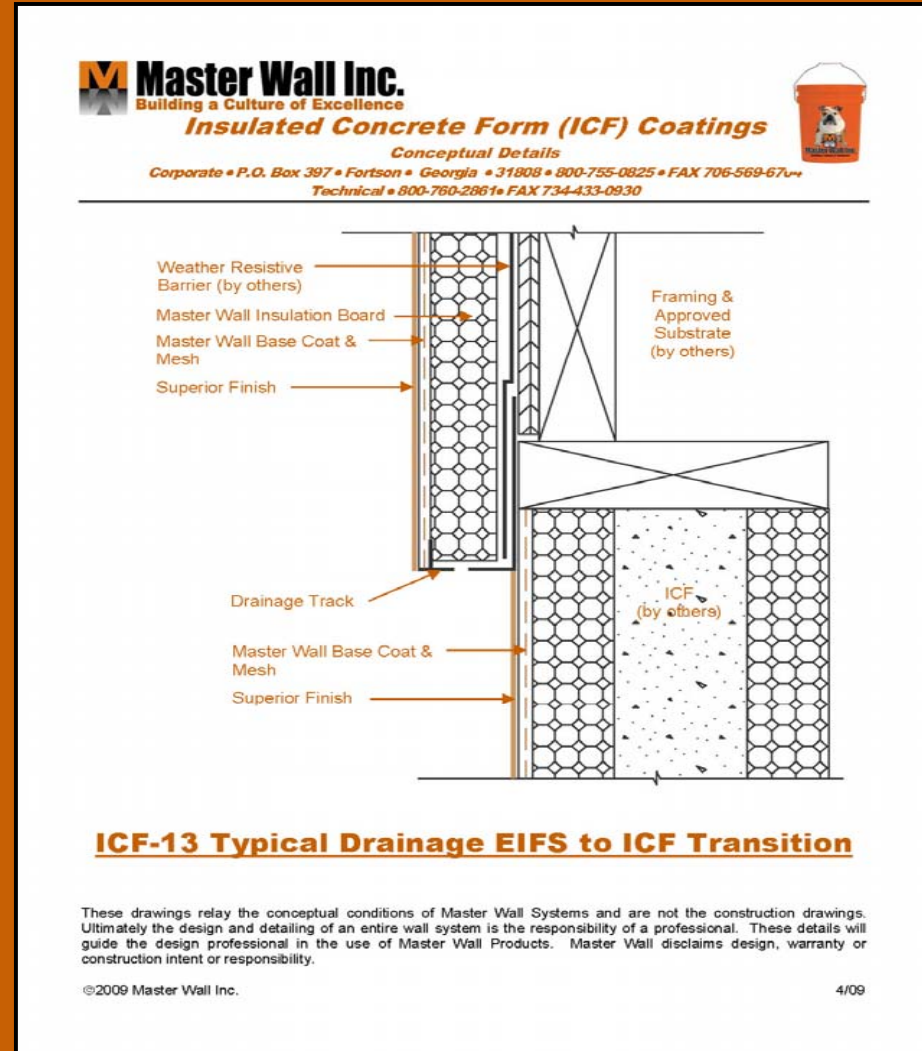 Master Wall Inc.
Building a Culture of Excellence
Insulated Concrete Form (ICF) Coatings
Conceptual Details
Corporate • P.O. Box 397 • Fortson • Georgia • 31808 • 800-755-0825 • FAX
Technical • 800-760-2861• FAX 734-433-0930
Weather Resistive
Barrier (by others)
Master Wall Insulation Board
Master Wall Base Coat &
Mesh
Superior Finish
Framing &
Approved
Substrate
(by others)
Drainage Track
ICF
(by others)
Master Wall Base Coat &
Mesh
Superior Finish
ICF-13 Typical Drainage EIFS to ICF Transition
These drawings relay the conceptual conditions of Master Wall Systems and are not the construction drawings.
Ultimately the design and detailing of an entire wall system is the responsibility of a professional. These details will
guide the design professional in the use of Master Wall Products. Master Wall disclaims design, warranty or
construction intent or responsibility.
©2009 Master Wall Inc.
4/09